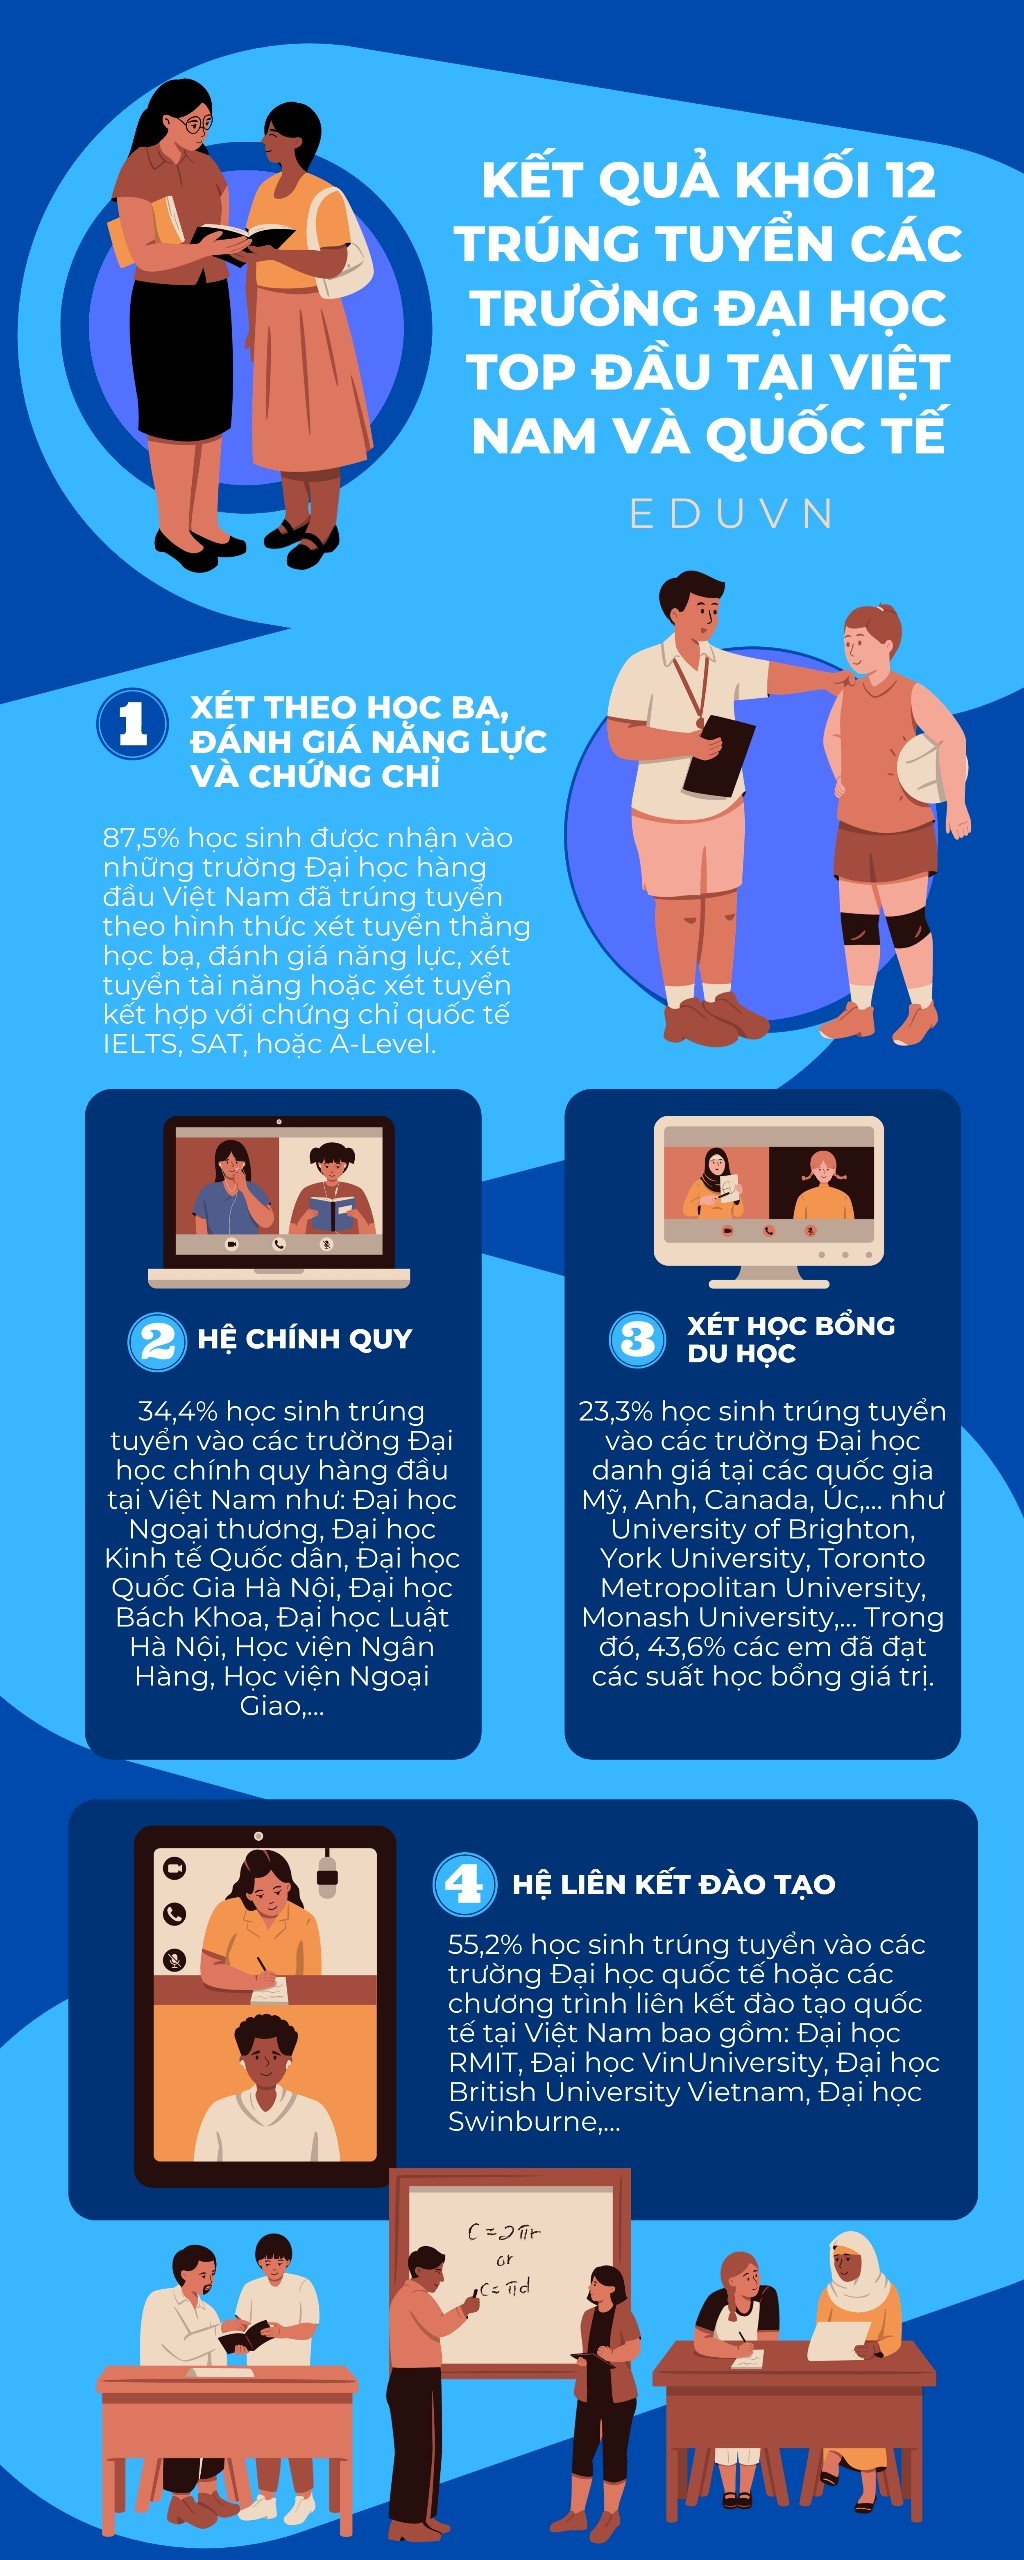 KẾT QUẢ KHỐI 12
TRÚNG TUYỂN CÁC
TRƯỜNG ĐẠI HỌC
TOP ĐẦU TẠI VIỆT
NAM VÀ QUỐC TẾ
EDUVN
1
XÉT THEO HỌC BẠ,
ĐÁNH GIÁ NĂNG LỰC
VÀ CHỨNG CHỈ
87,5% học sinh được nhận vào
những trường Đại học hàng
đầu Việt Nam đã trúng tuyển
theo hình thức xét tuyển thẳng
học bạ, đánh giá năng lực, xét
tuyển tài năng hoặc xét tuyển
kết hợp với chứng chỉ quốc tế
IELTS, SAT, hoặc A-Level.
2
HỆ CHÍNH QUY
34,4% học sinh trúng
tuyển vào các trường Đại
học chính quy hàng đầu
tại Việt Nam như: Đại học
Ngoại thương, Đại học
Kinh tế Quốc dân, Đại học
Quốc Gia Hà Nội, Đại học
Bách Khoa, Đại học Luật
Hà Nội, Học viện Ngân
Hàng, Học viện Ngoại
Giao,...
3
XÉT HỌC BỔNG
DU HỌC
23,3% học sinh trúng tuyển
vào các trường Đại học
danh giá tại các quốc gia
Mỹ, Anh, Canada, Úc,... như
University of Brighton,
York University, Toronto
Metropolitan University,
Monash University,... Trong
đó, 43,6% các em đã đạt
các suất học bổng giá trị.
4
HỆ LIÊN KẾT ĐÀO TẠO
55,2% học sinh trúng tuyển vào các
trường Đại học quốc tế hoặc các
chương trình liên kết đào tạo quốc
tế tại Việt Nam bao gồm: Đại học
RMIT, Đại học VinUniversity, Đại học
British University Vietnam, Đại học
Swinburne,...
C = 2πr
or
C = πd